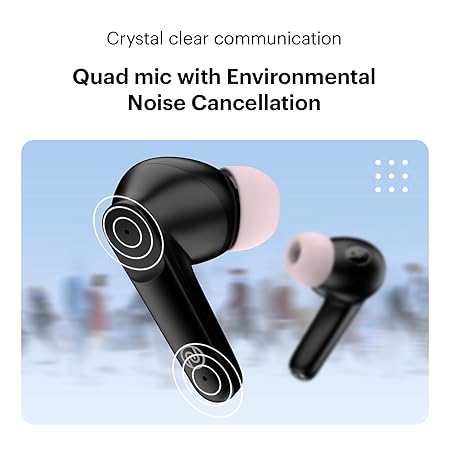 Crystal clear communication
Quad mic with Environmental
Noise Cancellation